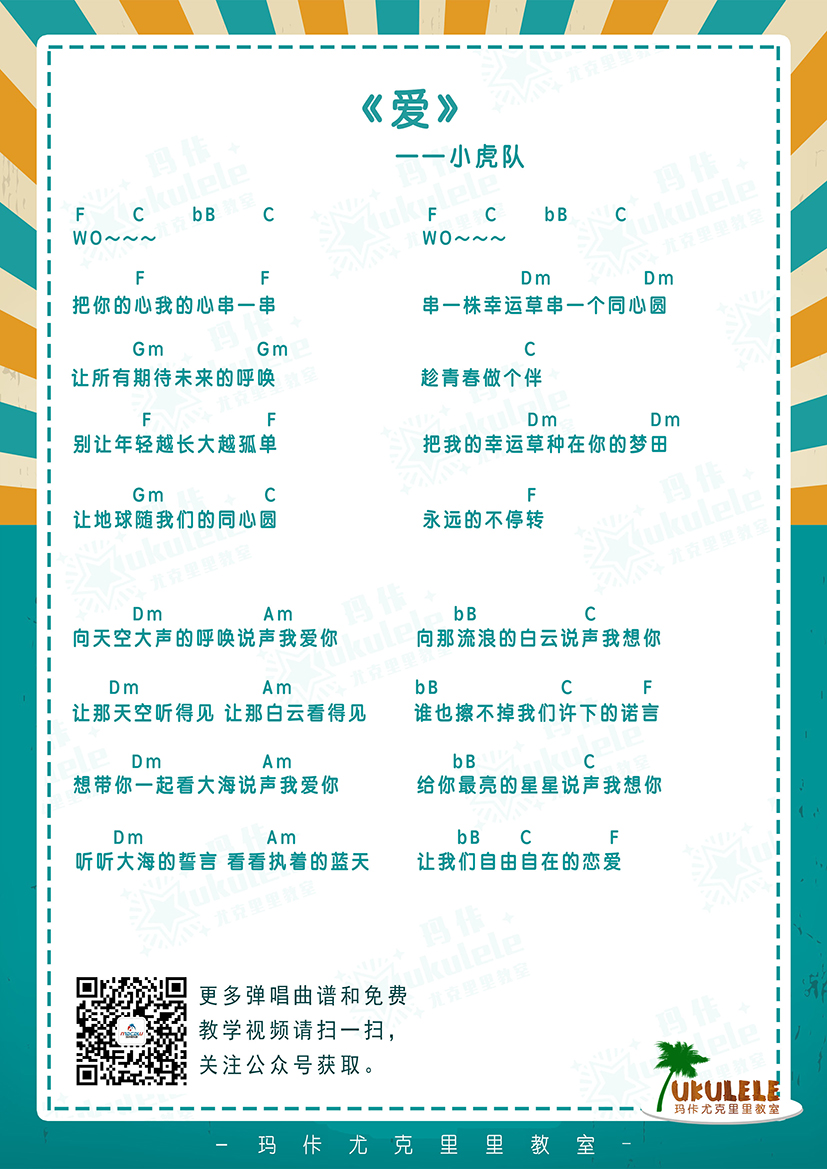 《爱》
——小虎队
F C bB C F C bB C
WO~~~ WO~~~
F F Dm Dm
把你的心我的心串一串 串一株幸运草串一个同心圆
Gm Gm C
让所有期待未来的呼唤 趁青春做个伴
F F Dm Dm
别让年轻越长大越孤单 把我的幸运草种在你的梦田
Gm C F
让地球随我们的同心圆 永远的不停转
Dm Am bB C
向天空大声的呼唤说声我爱你 向那流浪的白云说声我想你
Dm Am bB C F
让那天空听得见 让那白云看得见 谁也擦不掉我们许下的诺言
Dm Am bB C
想带你一起看大海说声我爱你 给你最亮的星星说声我想你
Dm Am bB C F
听听大海的誓言 看看执着的蓝天 让我们自由自在的恋爱
更多弹唱曲谱和免费
教学视频请扫一扫，
关注公众号获取。
UKULELE
玛佧尤克里里教室
- 玛佧尤克里里教室 -